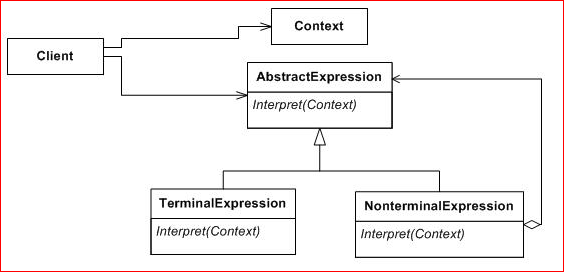 Context
Client
AbstractExpression
Interpret(Context)
TerminalExpression
Interpret(Context)
NonterminalExpression
Interpret(Context)